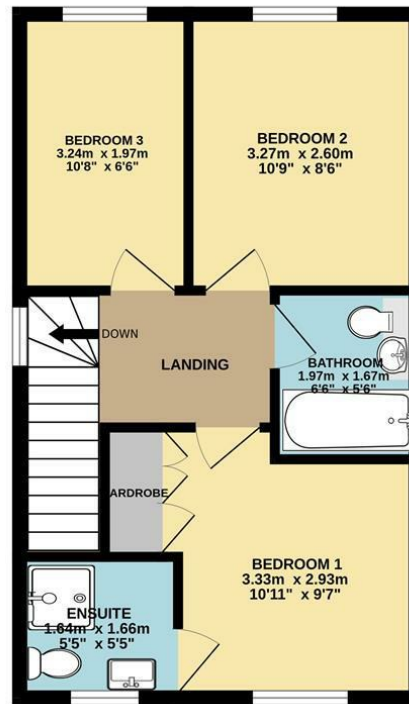 BEDROOM 3
3.24m x 1.97m
10'8" x 6'6"
BEDROOM 2
3.27m x 2.60m
10'9" x 8'6"
DOWN
LANDING
BATHROOM
1.97m x 1.67m
6'6" x 5'6"
ARDROBE
BEDROOM 1
3.33m x 2.93m
10'11" x 9'7"
ENSUITE
1.64m x 1.66m
5'5" x 5'5"